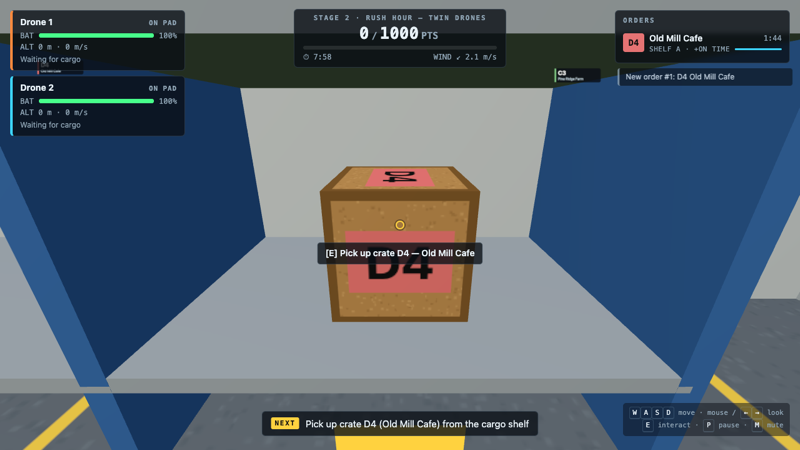 Drone 1 ON PAD
BAT 100%
ALT 0 m · 0 m/s
Waiting for cargo
Drone 2 ON PAD
BAT 100%
ALT 0 m · 0 m/s
Waiting for cargo
STAGE 2 · RUSH HOUR — TWIN DRONES
0 / 1000 PTS
7:58 WIND ↙ 2.1 m/s
ORDERS
D4 Old Mill Cafe 1:44
SHELF A · +ON TIME
New order #1: D4 Old Mill Cafe
C3
Pine Ridge Farm
D4
[E] Pick up crate D4 — Old Mill Cafe
D4
NEXT Pick up crate D4 (Old Mill Cafe) from the cargo shelf
W A S D move · mouse / ← → look
E interact · P pause · M mute